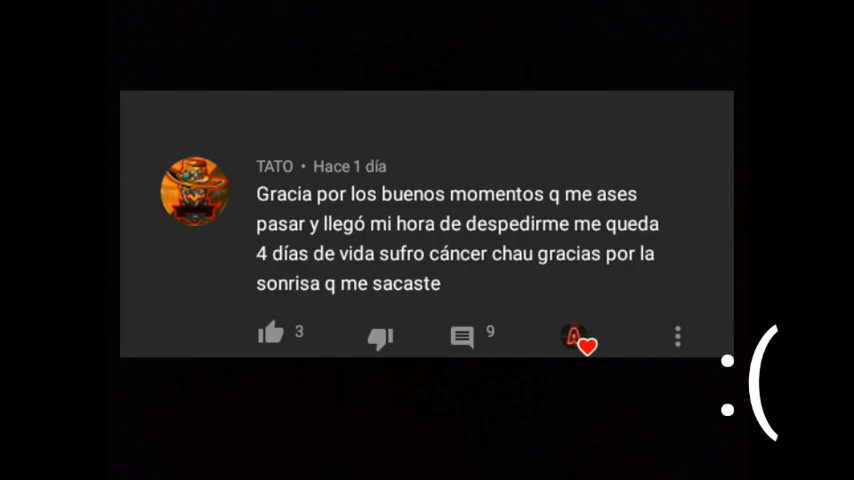 TATO • Hace 1 día
Gracia por los buenos momentos q me ases
pasar y llegó mi hora de despedirme me queda
4 días de vida sufro cáncer chau gracias por la
sonrisa q me sacaste
3 9
:(